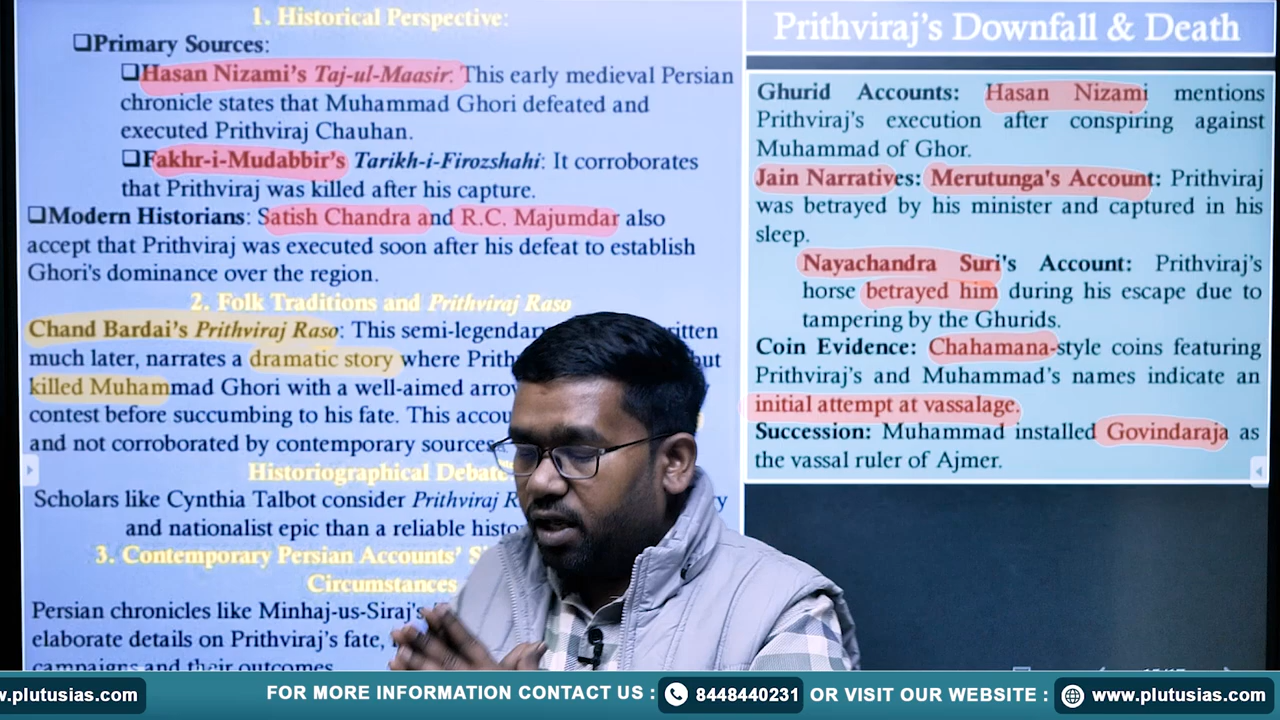 1. Historical Perspective:
❑Primary Sources:
❑Hasan Nizami's Taj-ul-Maasir: This early medieval Persian
chronicle states that Muhammad Ghori defeated and
executed Prithviraj Chauhan.
❑Fakhr-i-Mudabbir's Tarikh-i-Firozshahi: It corroborates
that Prithviraj was killed after his capture.
❑Modern Historians: Satish Chandra and R.C. Majumdar also
accept that Prithviraj was executed soon after his defeat to establish
Ghori's dominance over the region.
2. Folk Traditions and Prithviraj Raso
Chand Bardai's Prithviraj Raso: This semi-legendary
much later, narrates a dramatic story where
killed Muhammad Ghori with a well-aimed
contest before succumbing to his fate. This
and not corroborated by contemporary sources
Historiographical
Scholars like Cynthia Talbot consider Prithviraj
and nationalist epic than a reliable
3. Contemporary Persian Accounts'
Circumstances
Persian chronicles like Minhaj-us-Siraj's
elaborate details on Prithviraj's fate,
campaigns and their outcomes
Prithviraj's Downfall & Death
Ghurid Accounts: Hasan Nizami mentions
Prithviraj's execution after conspiring against
Muhammad of Ghor.
Jain Narratives: Merutunga's Account: Prithviraj
was betrayed by his minister and captured in his
sleep.
Nayachandra Suri's Account: Prithviraj's
horse betrayed him during his escape due to
tampering by the Ghurids.
Coin Evidence: Chahamana-style coins featuring
Prithviraj's and Muhammad's names indicate an
initial attempt at vassalage.
Succession: Muhammad installed Govindaraja as
the vassal ruler of Ajmer.
w.plutusias.com FOR MORE INFORMATION CONTACT US : 8448440231 OR VISIT OUR WEBSITE : www.plutusias.com